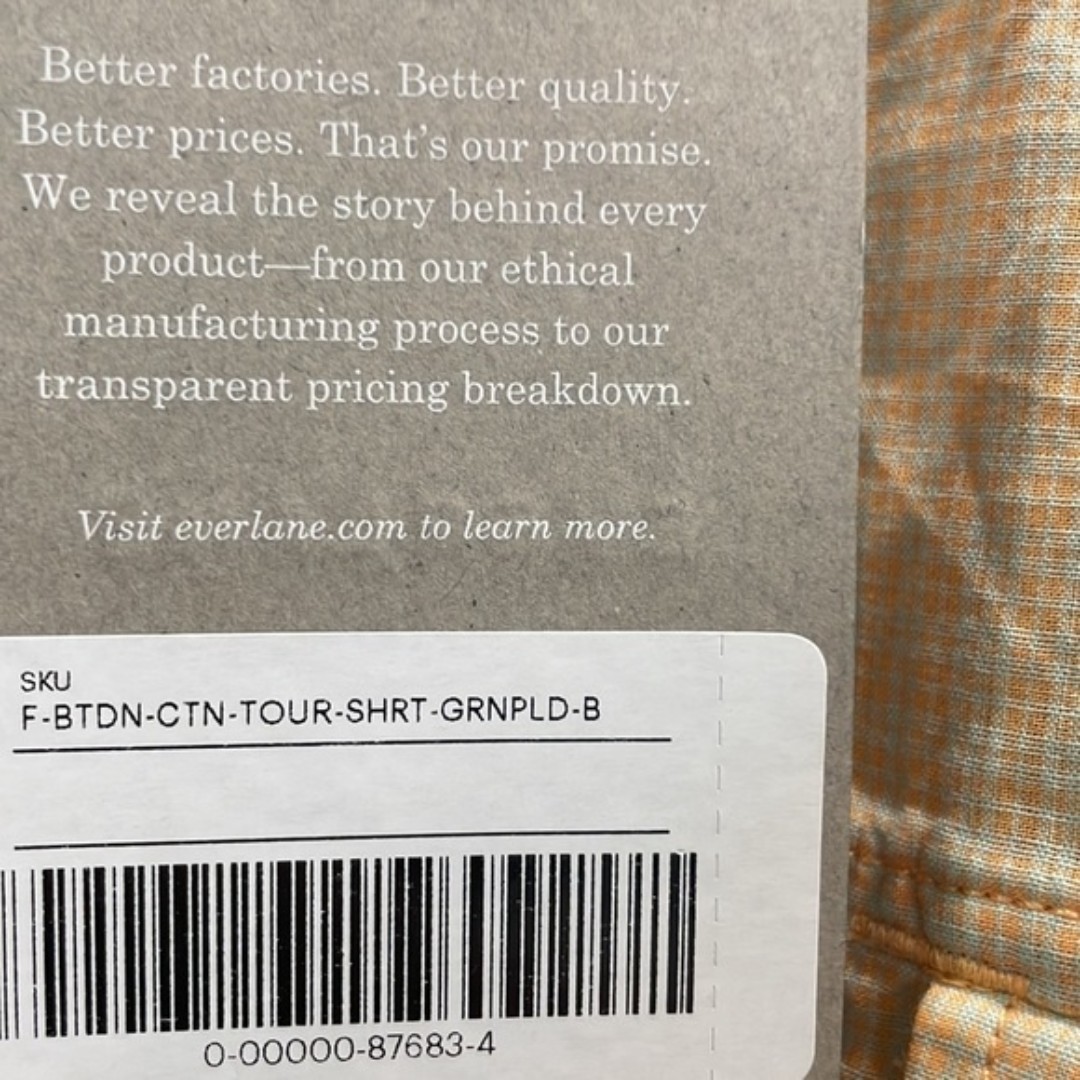 Better factories. Better quality.
Better prices. That's our promise.
We reveal the story behind every
product—from our ethical
manufacturing process to our
transparent pricing breakdown.
Visit everlane.com to learn more.
SKU
F-BTDN-CTN-TOUR-SHRT-GRNPLD-B
0-00000-87683-4